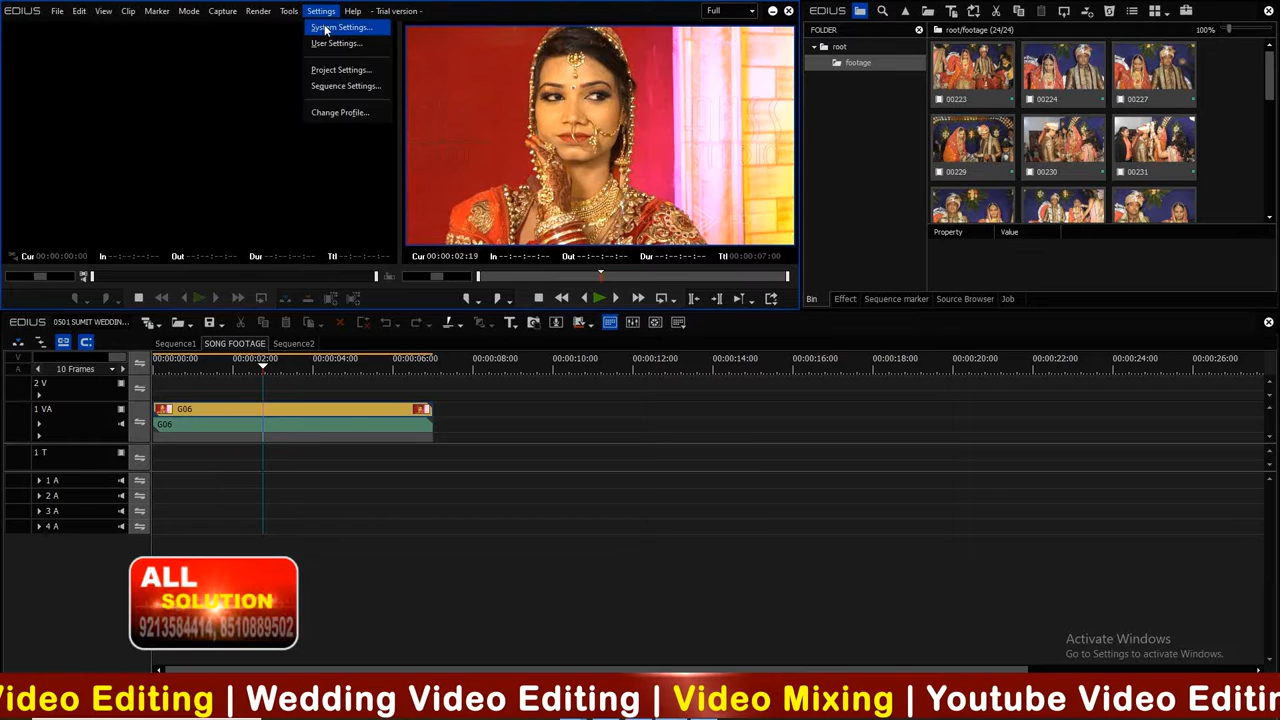 EDIUS File Edit View Clip Marker Mode Capture Render Tools Settings Help - Trial version -
Full
System Settings...
User Settings...
Project Settings...
Sequence Settings...
Change Profile...
Cur 00:00:00:00 In --:--:--:-- Out --:--:--:-- Dur --:--:--:-- Ttl --:--:--:--
Cur 00:00:02:19 In --:--:--:-- Out --:--:--:-- Dur --:--:--:-- Ttl 00:00:07:00
EDIUS
FOLDER
root/footage (24/24)
100%
root
footage
00223 00224 00227
00229 00230 00231
Property Value
Bin Effect Sequence marker Source Browser Job
EDIUS 0501 SUMIT WEDDIN...
Sequence1 SONG FOOTAGE Sequence2
V
A
10 Frames
00:00:00:00 00:00:02:00 00:00:04:00 00:00:06:00 00:00:08:00 00:00:10:00 00:00:12:00 00:00:14:00 00:00:16:00 00:00:18:00 00:00:20:00 00:00:22:00 00:00:24:00 00:00:26:00
2 V
1 VA
G06
G06
1 T
1 A
2 A
3 A
4 A
ALL
SOLUTION
9213584414, 8510889502
Activate Windows
Go to Settings to activate Windows.
Video Editing | Wedding Video Editing | Video Mixing | Youtube Video Editin